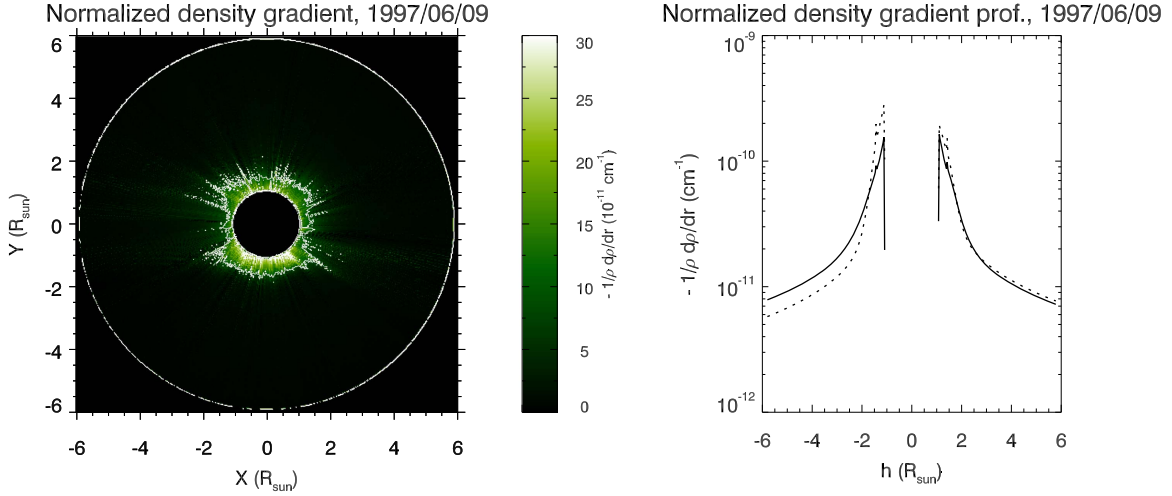 Normalized density gradient, 1997/06/09
6
4
2
0
-2
-4
-6
-6 -4 -2 0 2 4 6
X (Rsun)
Y (Rsun)
30
25
20
15
10
5
0
- 1/ρ dρ/dr (10⁻¹¹ cm⁻¹)
Normalized density gradient prof., 1997/06/09
10⁻⁹
10⁻¹⁰
10⁻¹¹
10⁻¹²
- 1/ρ dρ/dr (cm⁻¹)
-6 -4 -2 0 2 4 6
h (Rsun)